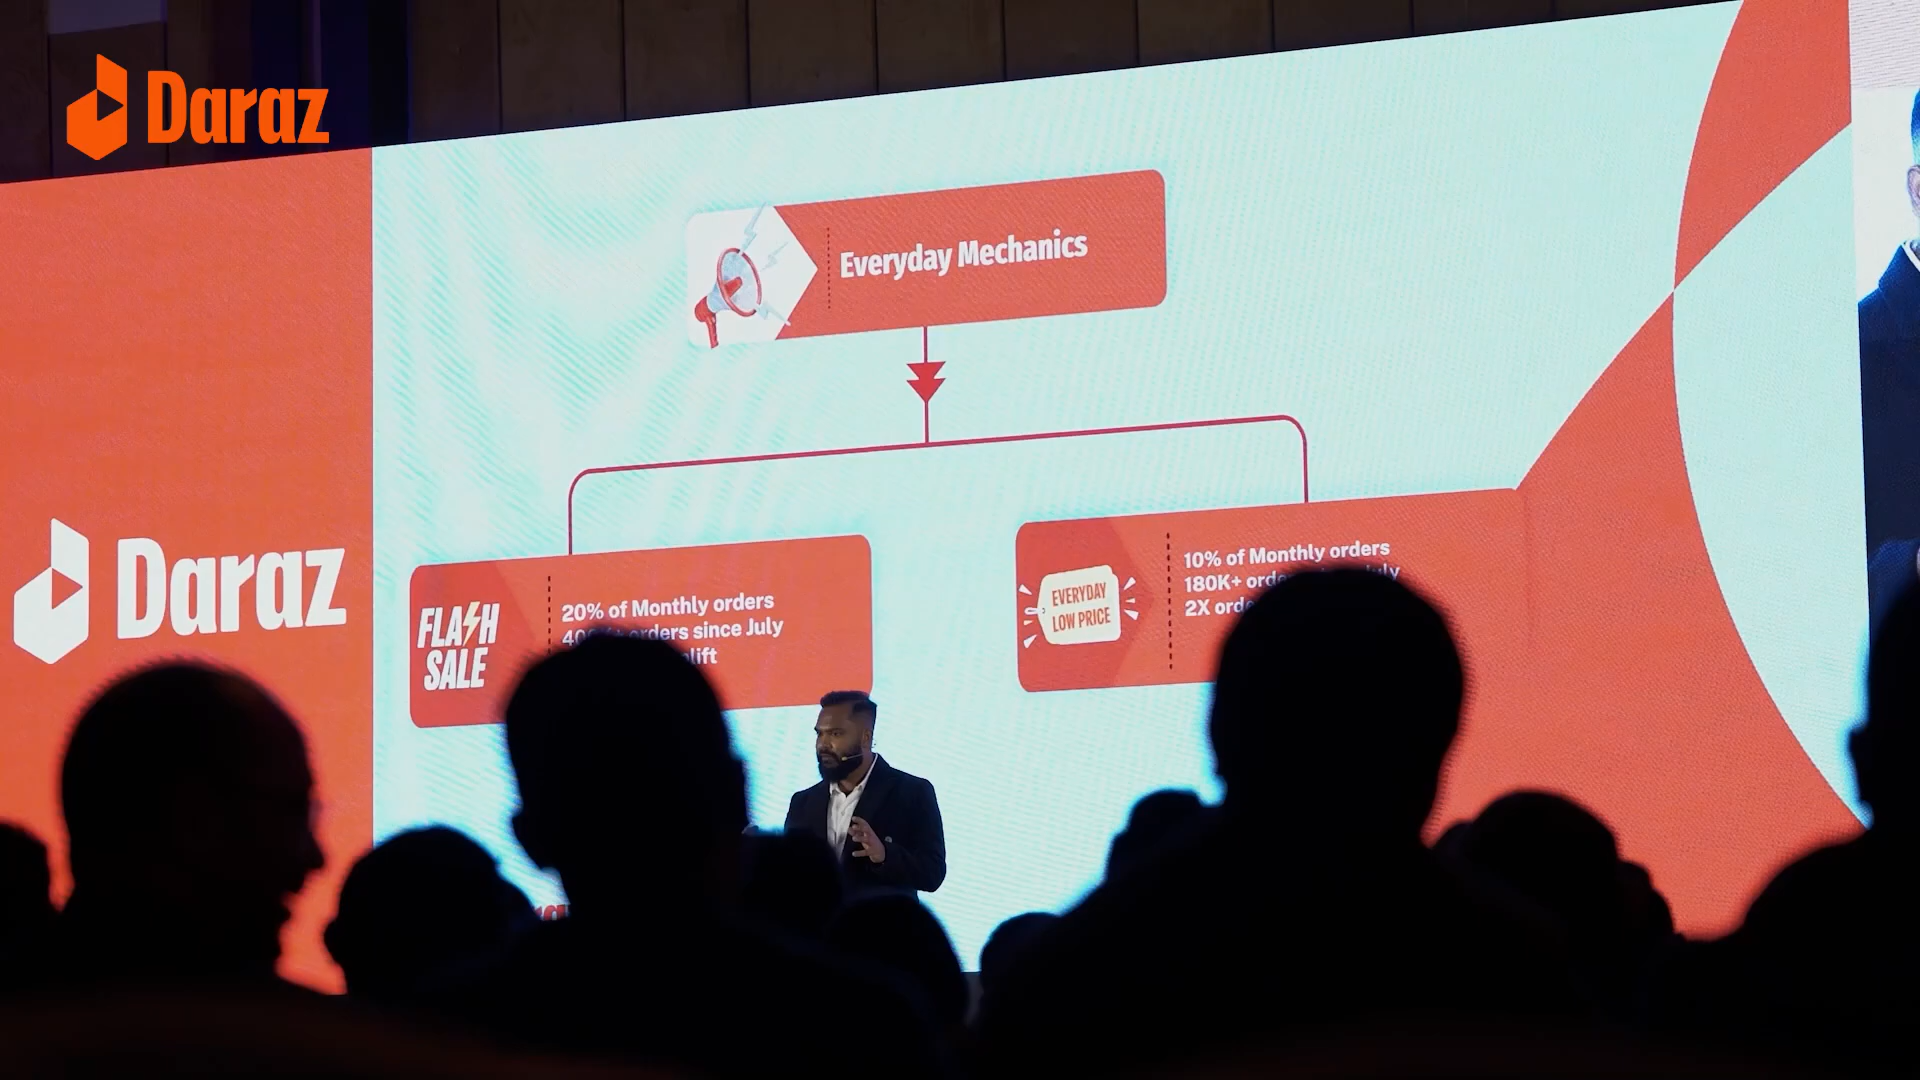 Daraz
Everyday Mechanics
Daraz
FLASH
SALE
20% of Monthly orders
orders since July
EVERYDAY
LOW PRICE
10% of Monthly orders
180K+
2X